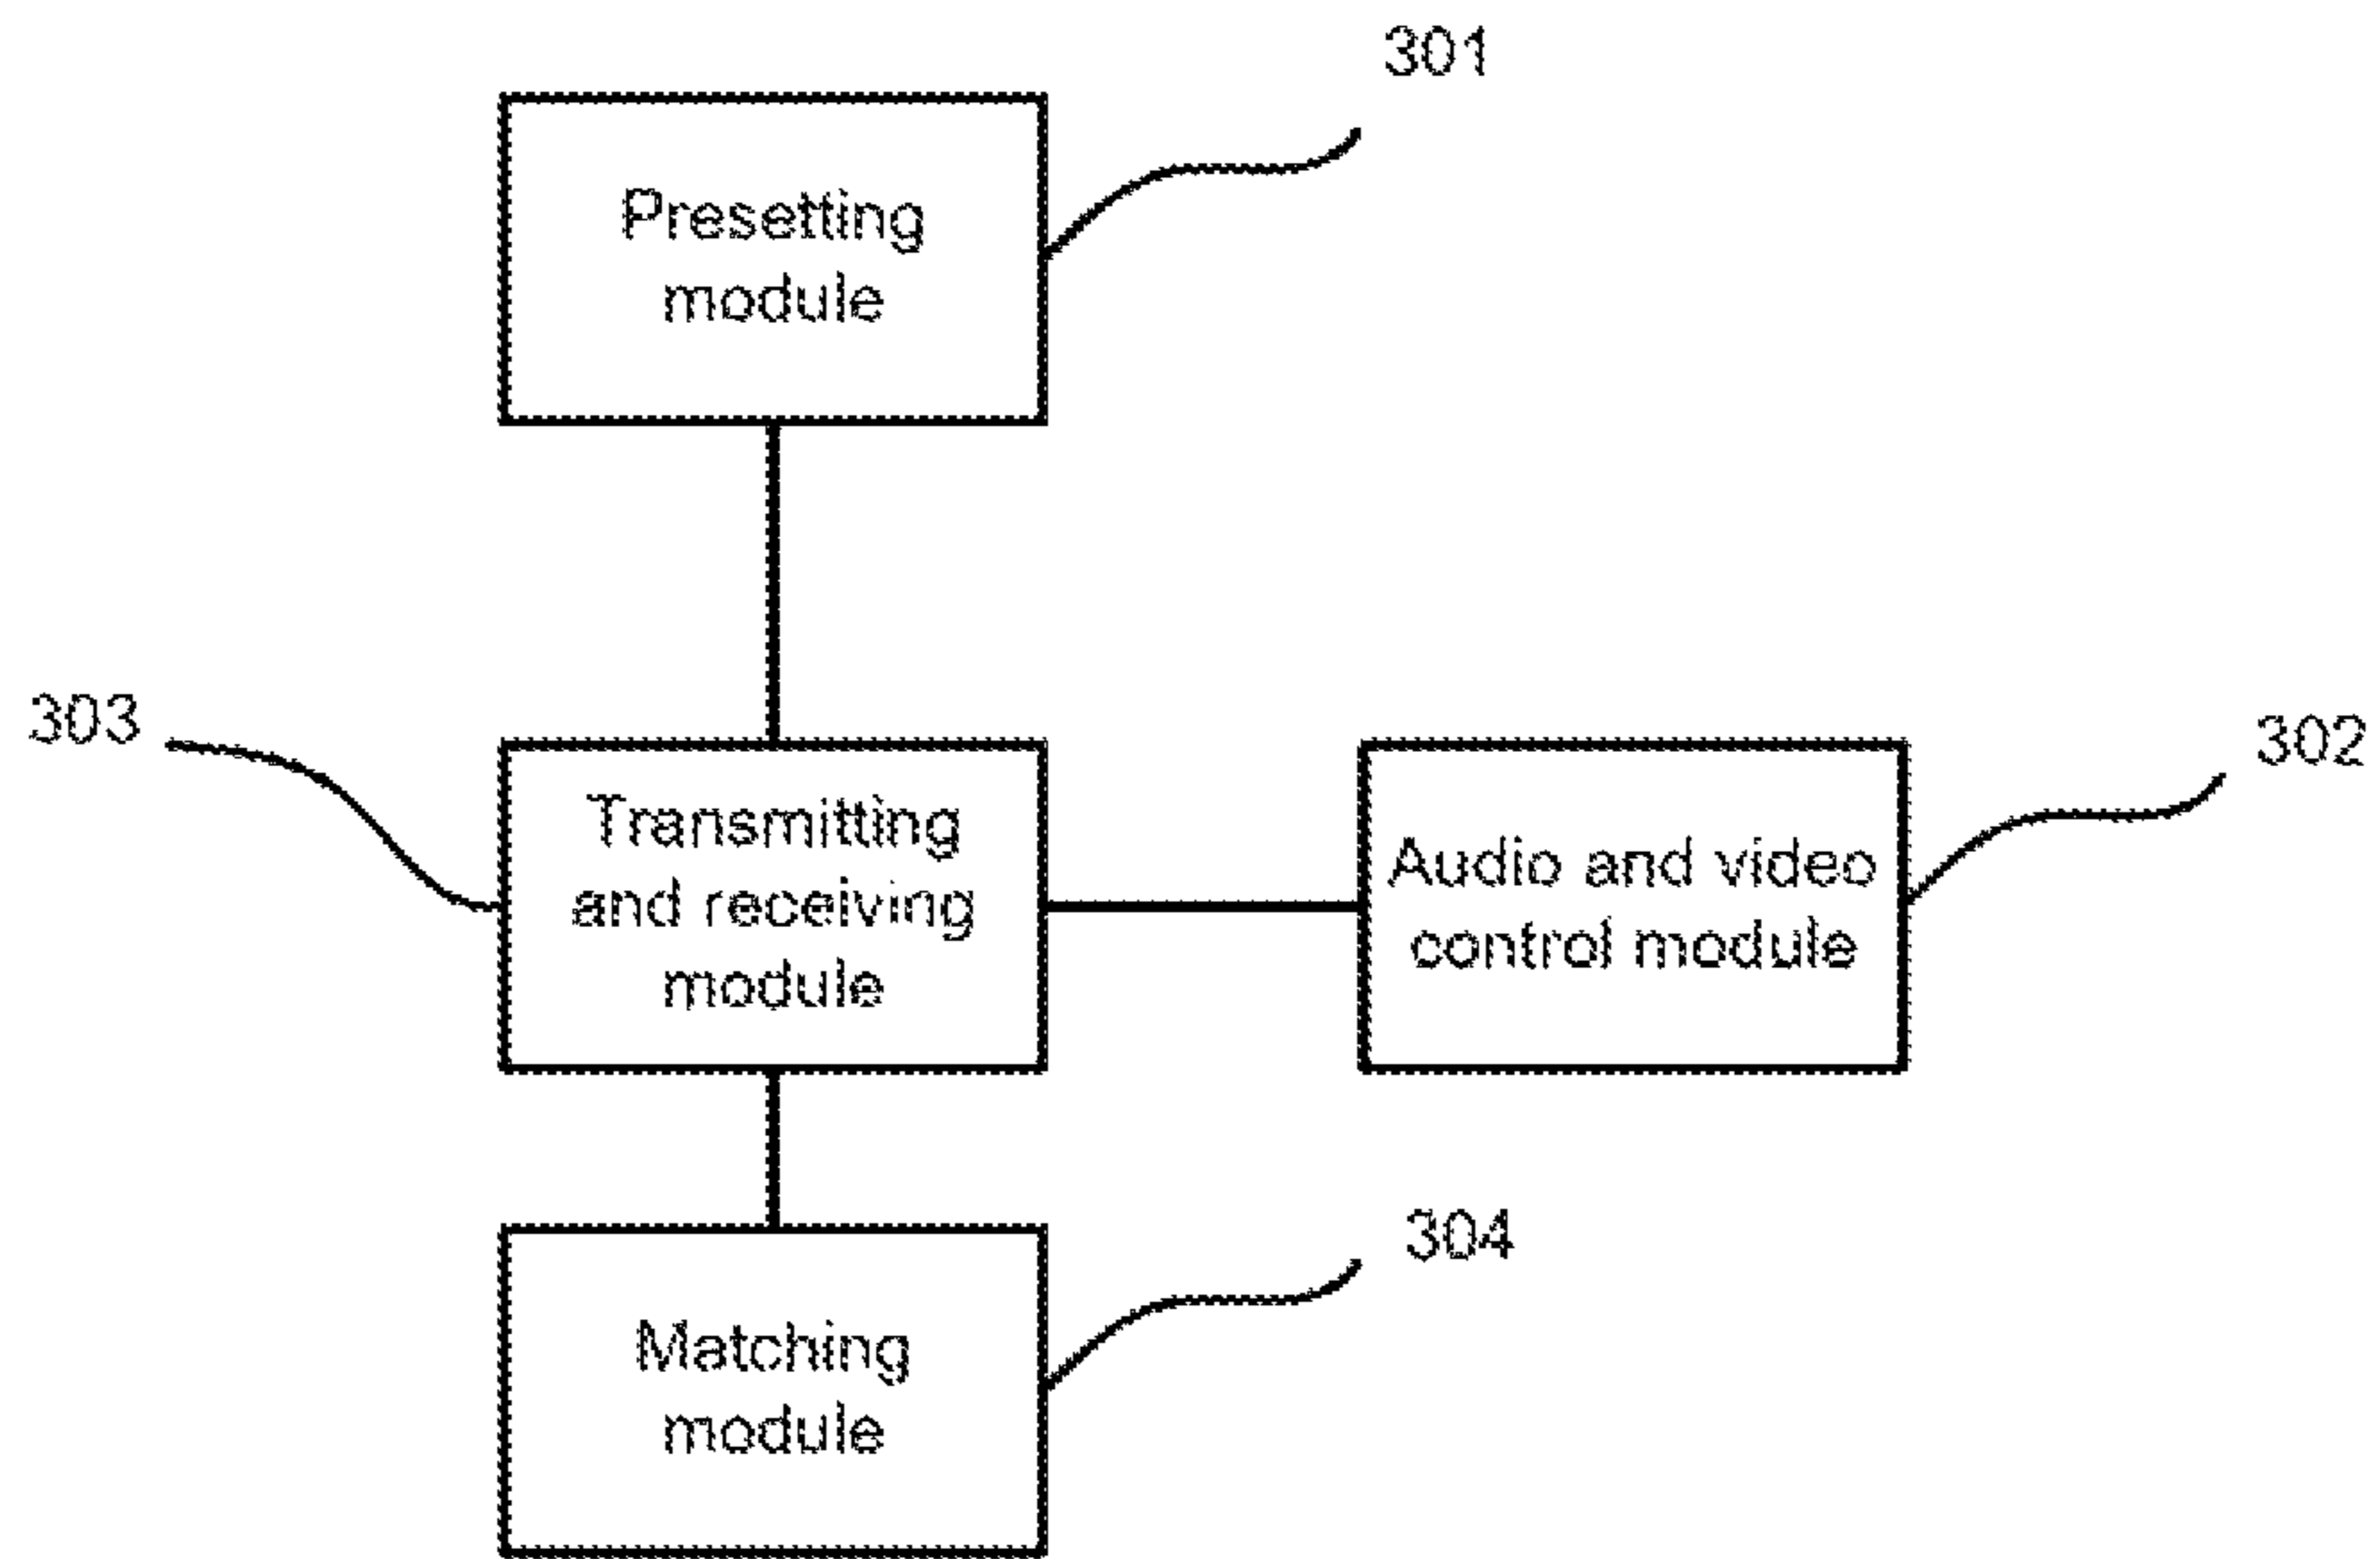 301
Presetting
module
303
302
Transmitting
and receiving
module
Audio and video
control module
304
Matching
module